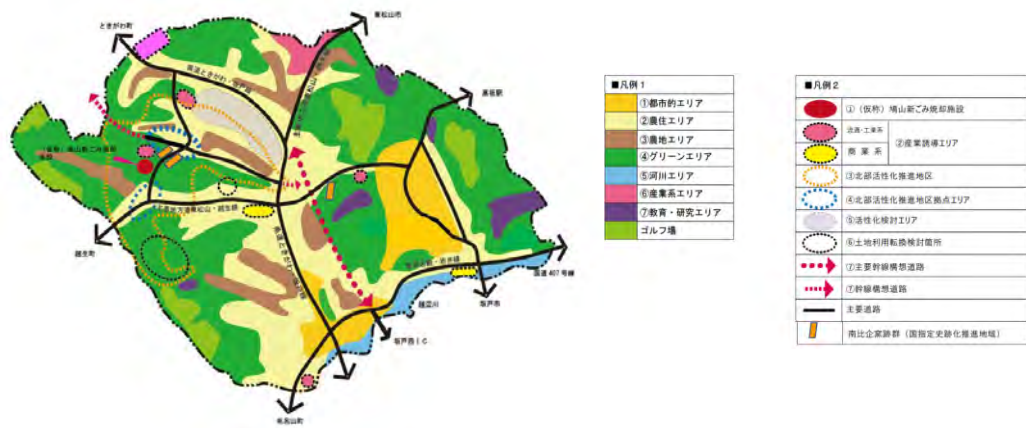 ときがわ町
東松山市
高坂駅
越生町
毛呂山町
坂戸西IC
坂戸市
国道407号線
越辺川
■凡例1
①都市的エリア
②農住エリア
③農地エリア
④グリーンエリア
⑤河川エリア
⑥産業系エリア
⑦教育・研究エリア
ゴルフ場
■凡例2
①(仮称)鳩山新ごみ焼却施設
流通・工業系
商業系
②産業誘導エリア
③北部活性化推進地区
④北部活性化推進地区拠点エリア
⑤活性化検討エリア
⑥土地利用転換検討箇所
⑦主要幹線構想道路
⑦幹線構想道路
主要道路
南比企窯跡群(国指定史跡化推進地域)